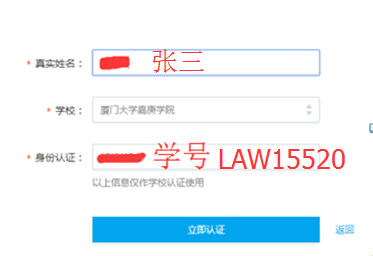 * 真实姓名： 张三
* 学校： 厦门大学嘉庚学院
* 身份认证： 学号 LAW15520
以上信息仅作学校认证使用
立即认证 返回